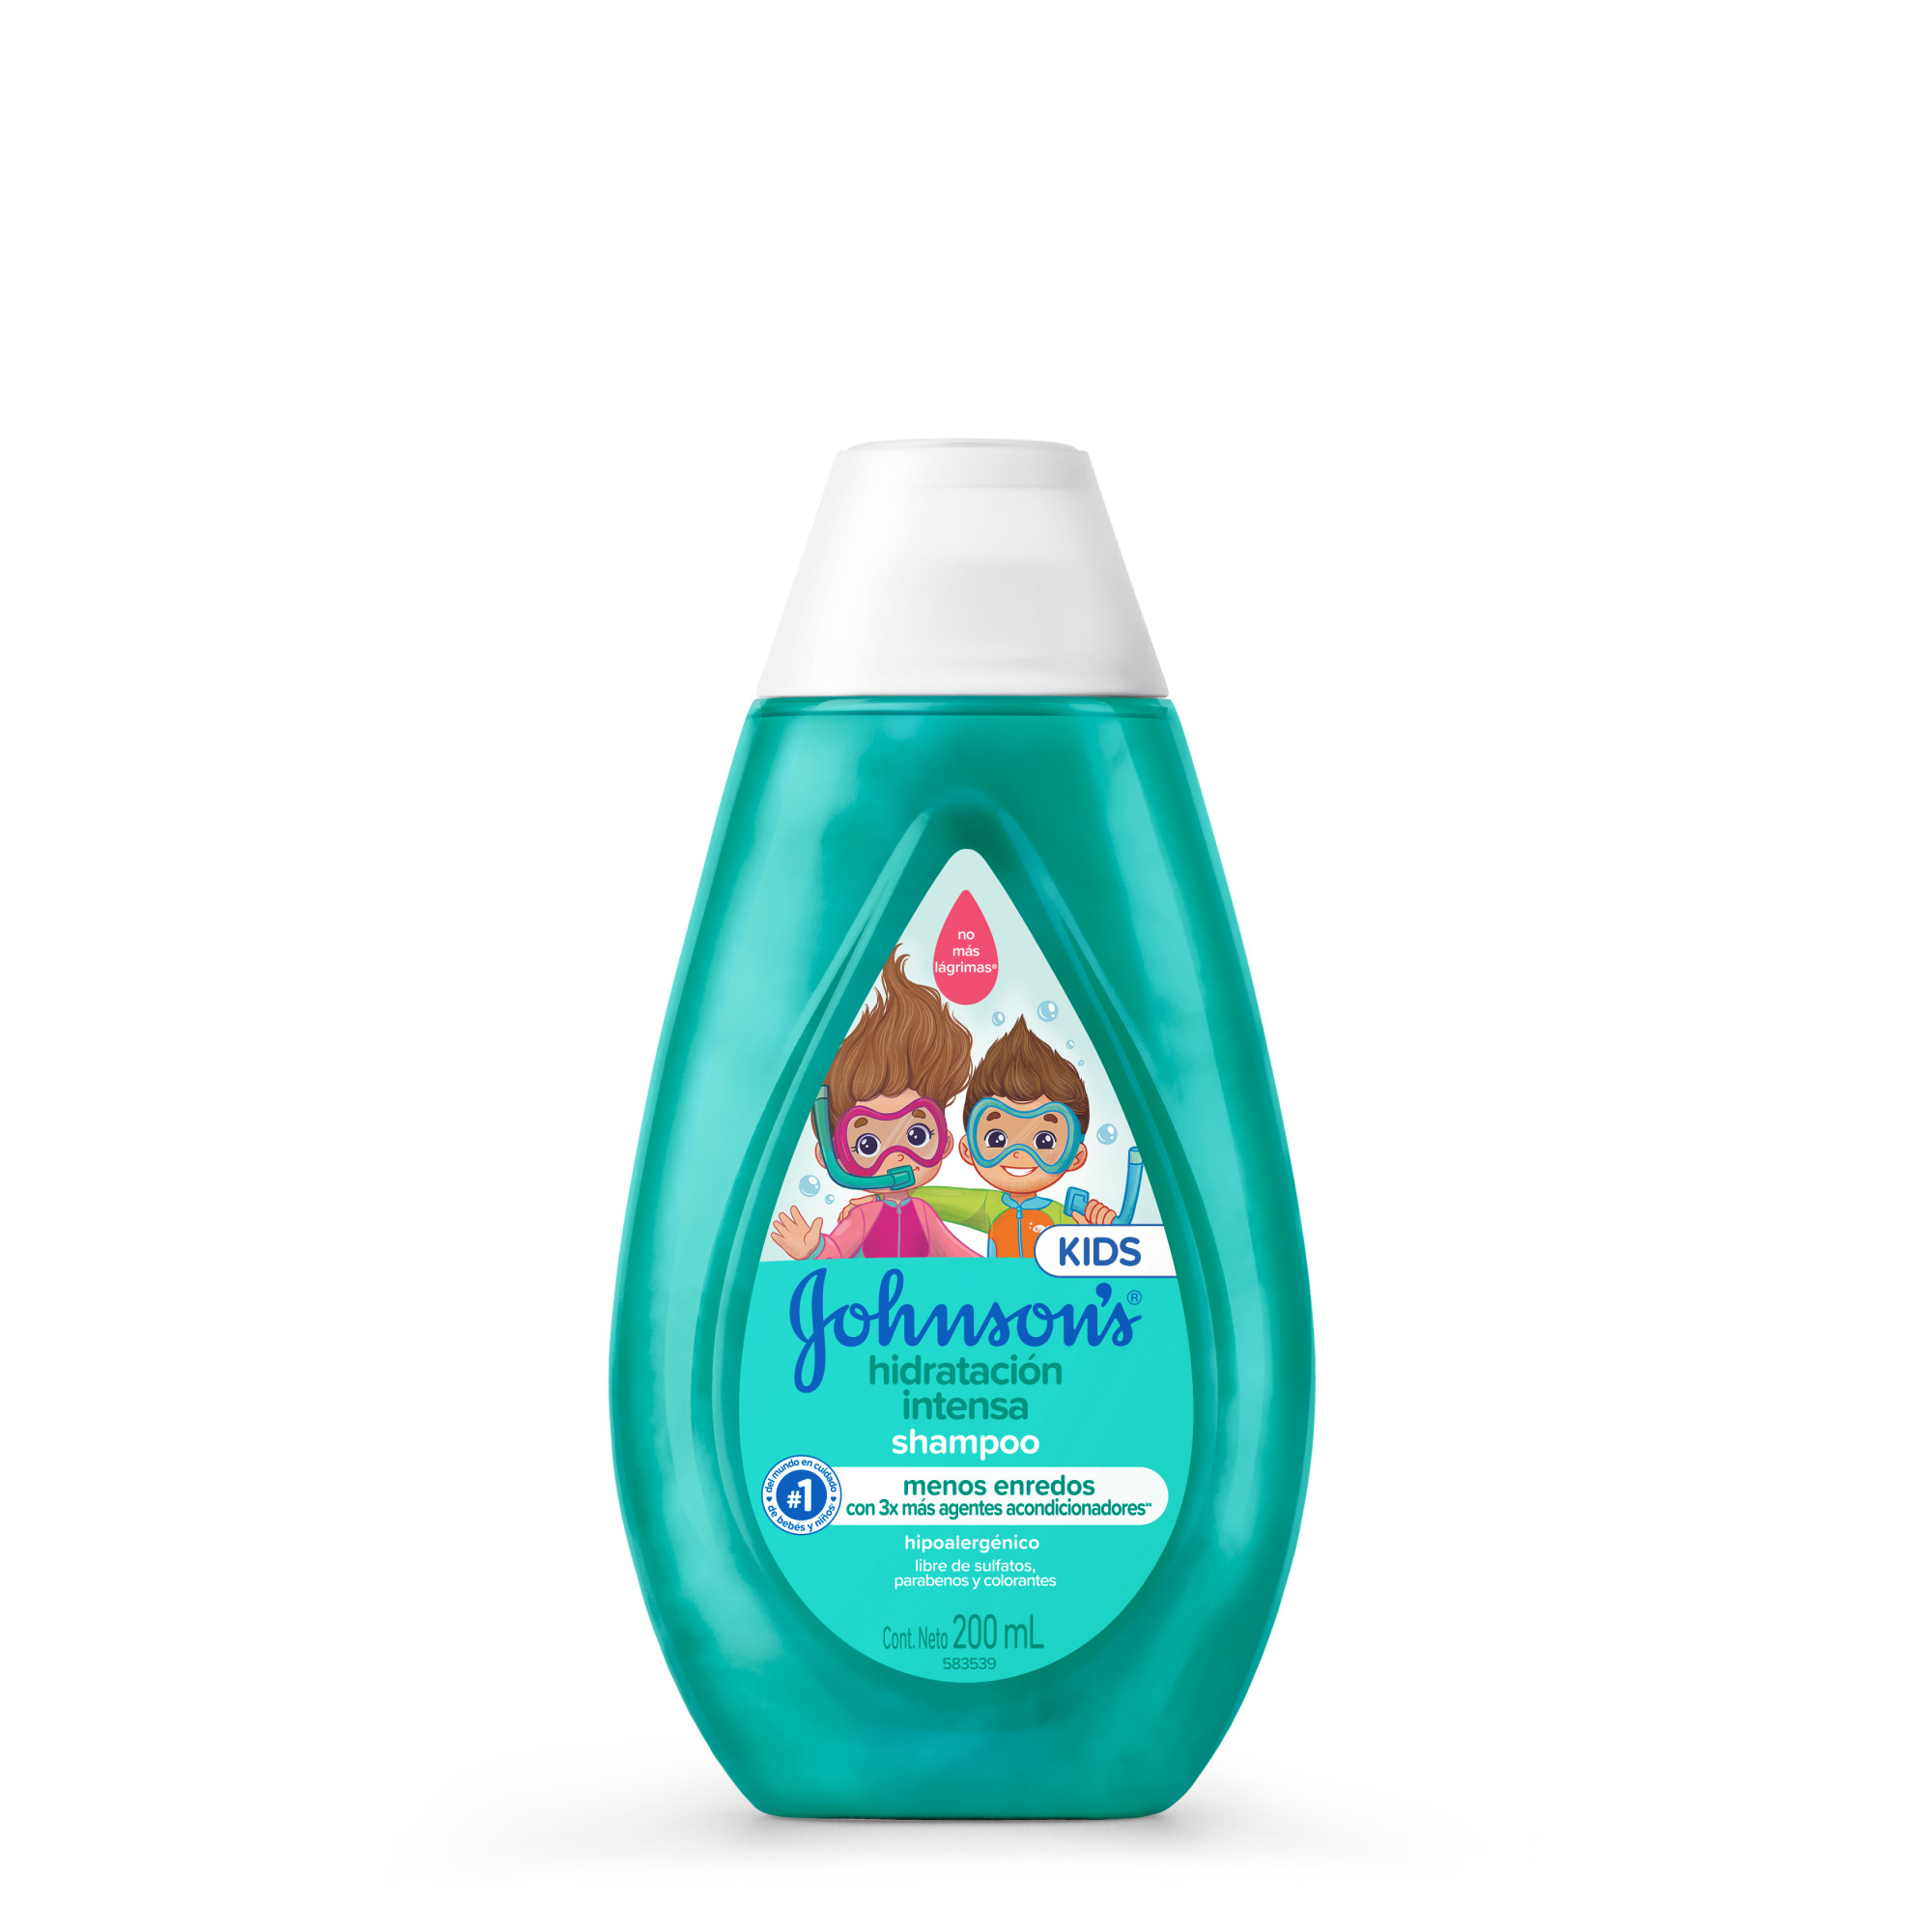 no
más
lágrimas®
KIDS
Johnson's®
hidratación
intensa
shampoo
#1
del mundo en cuidado
de bebés y niños
menos enredos
con 3x más agentes acondicionadores**
hipoalergénico
libre de sulfatos,
parabenos y colorantes
Cont. Neto 200 mL
583539